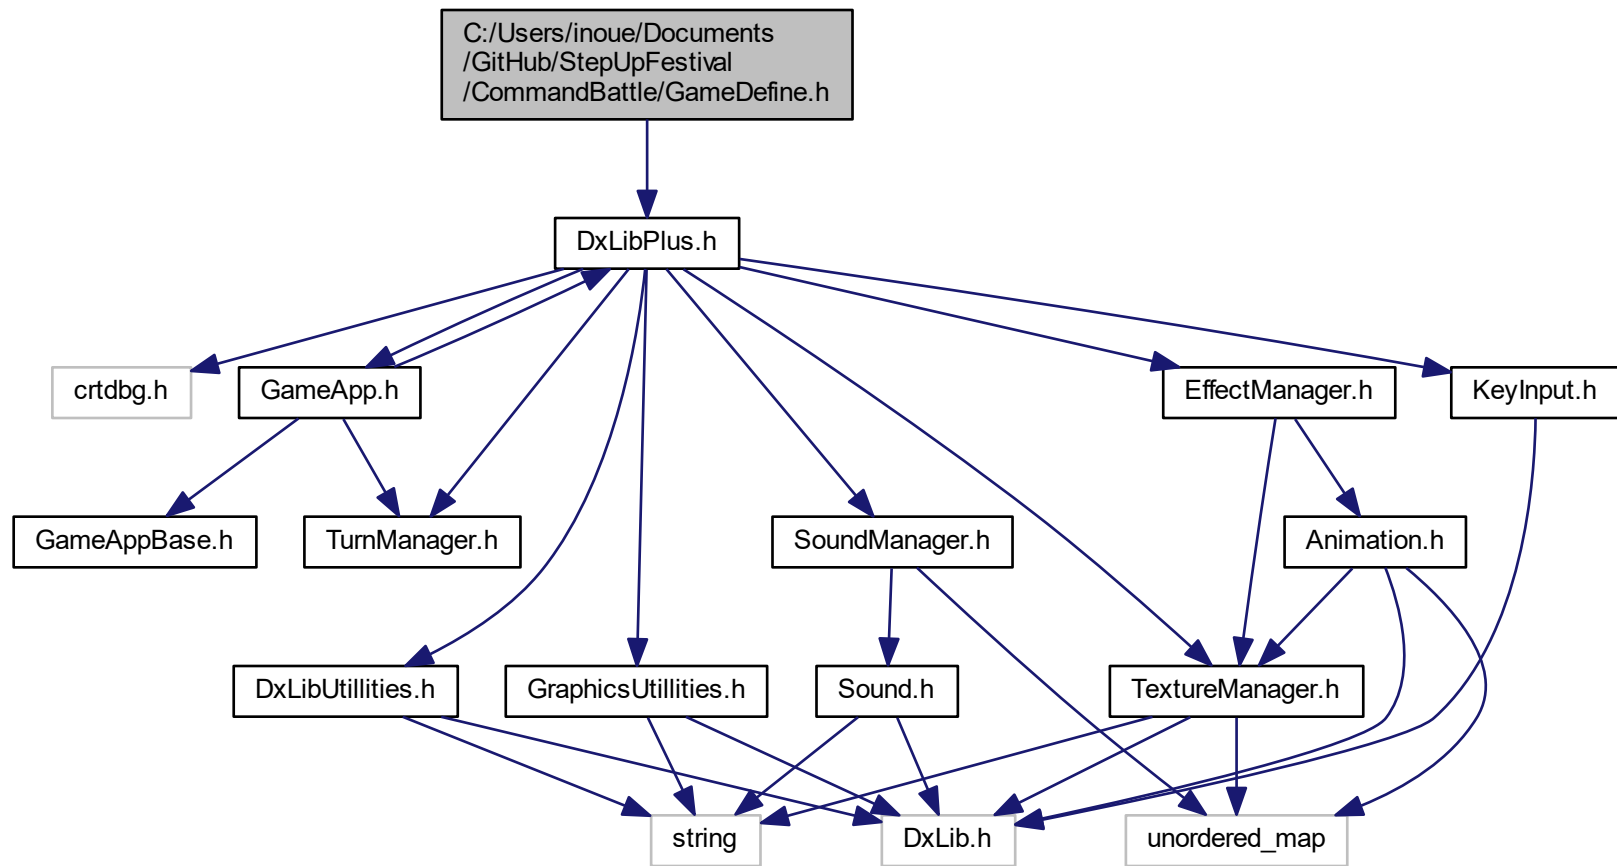 C:/Users/inoue/Documents
/GitHub/StepUpFestival
/CommandBattle/GameDefine.h
DxLibPlus.h
crtdbg.h
GameApp.h
EffectManager.h
KeyInput.h
GameAppBase.h
TurnManager.h
SoundManager.h
Animation.h
DxLibUtillities.h
GraphicsUtillities.h
Sound.h
TextureManager.h
string
DxLib.h
unordered_map